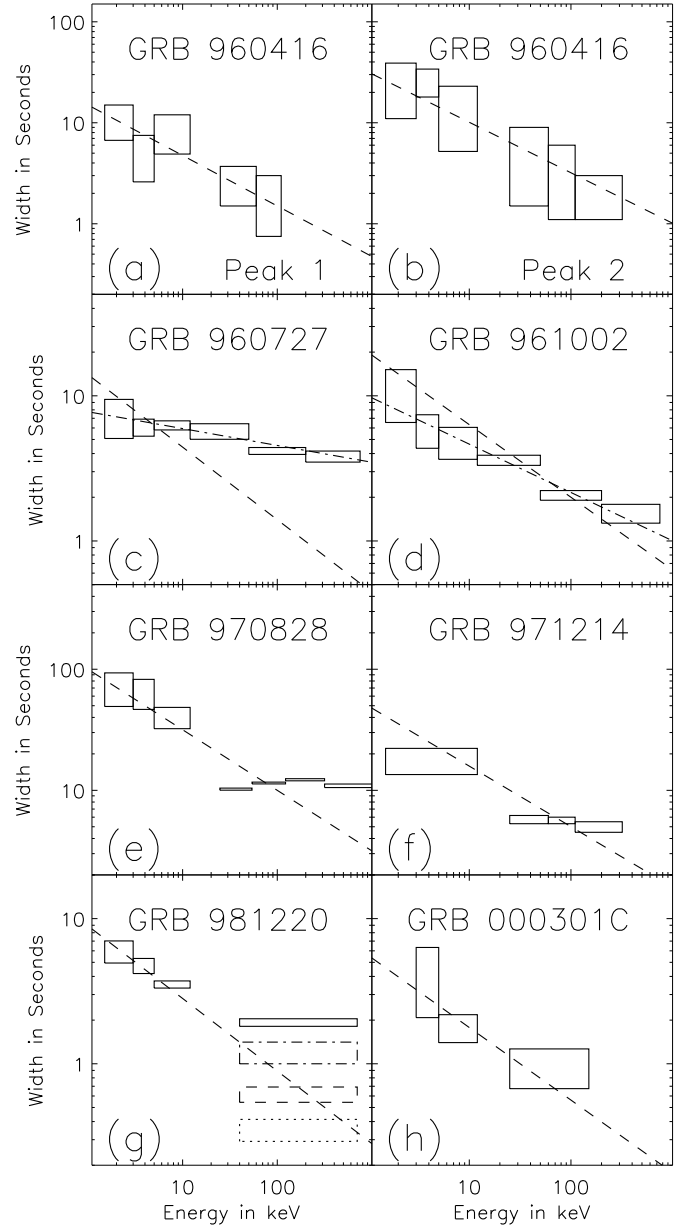 GRB 960416
GRB 960416
100
10
1
Width in Seconds
(a)
Peak 1
(b)
Peak 2
GRB 960727
GRB 961002
10
1
Width in Seconds
(c)
(d)
GRB 970828
GRB 971214
100
10
Width in Seconds
(e)
(f)
GRB 981220
GRB 000301C
10
1
Width in Seconds
(g)
(h)
10
100
10
100
Energy in keV
Energy in keV